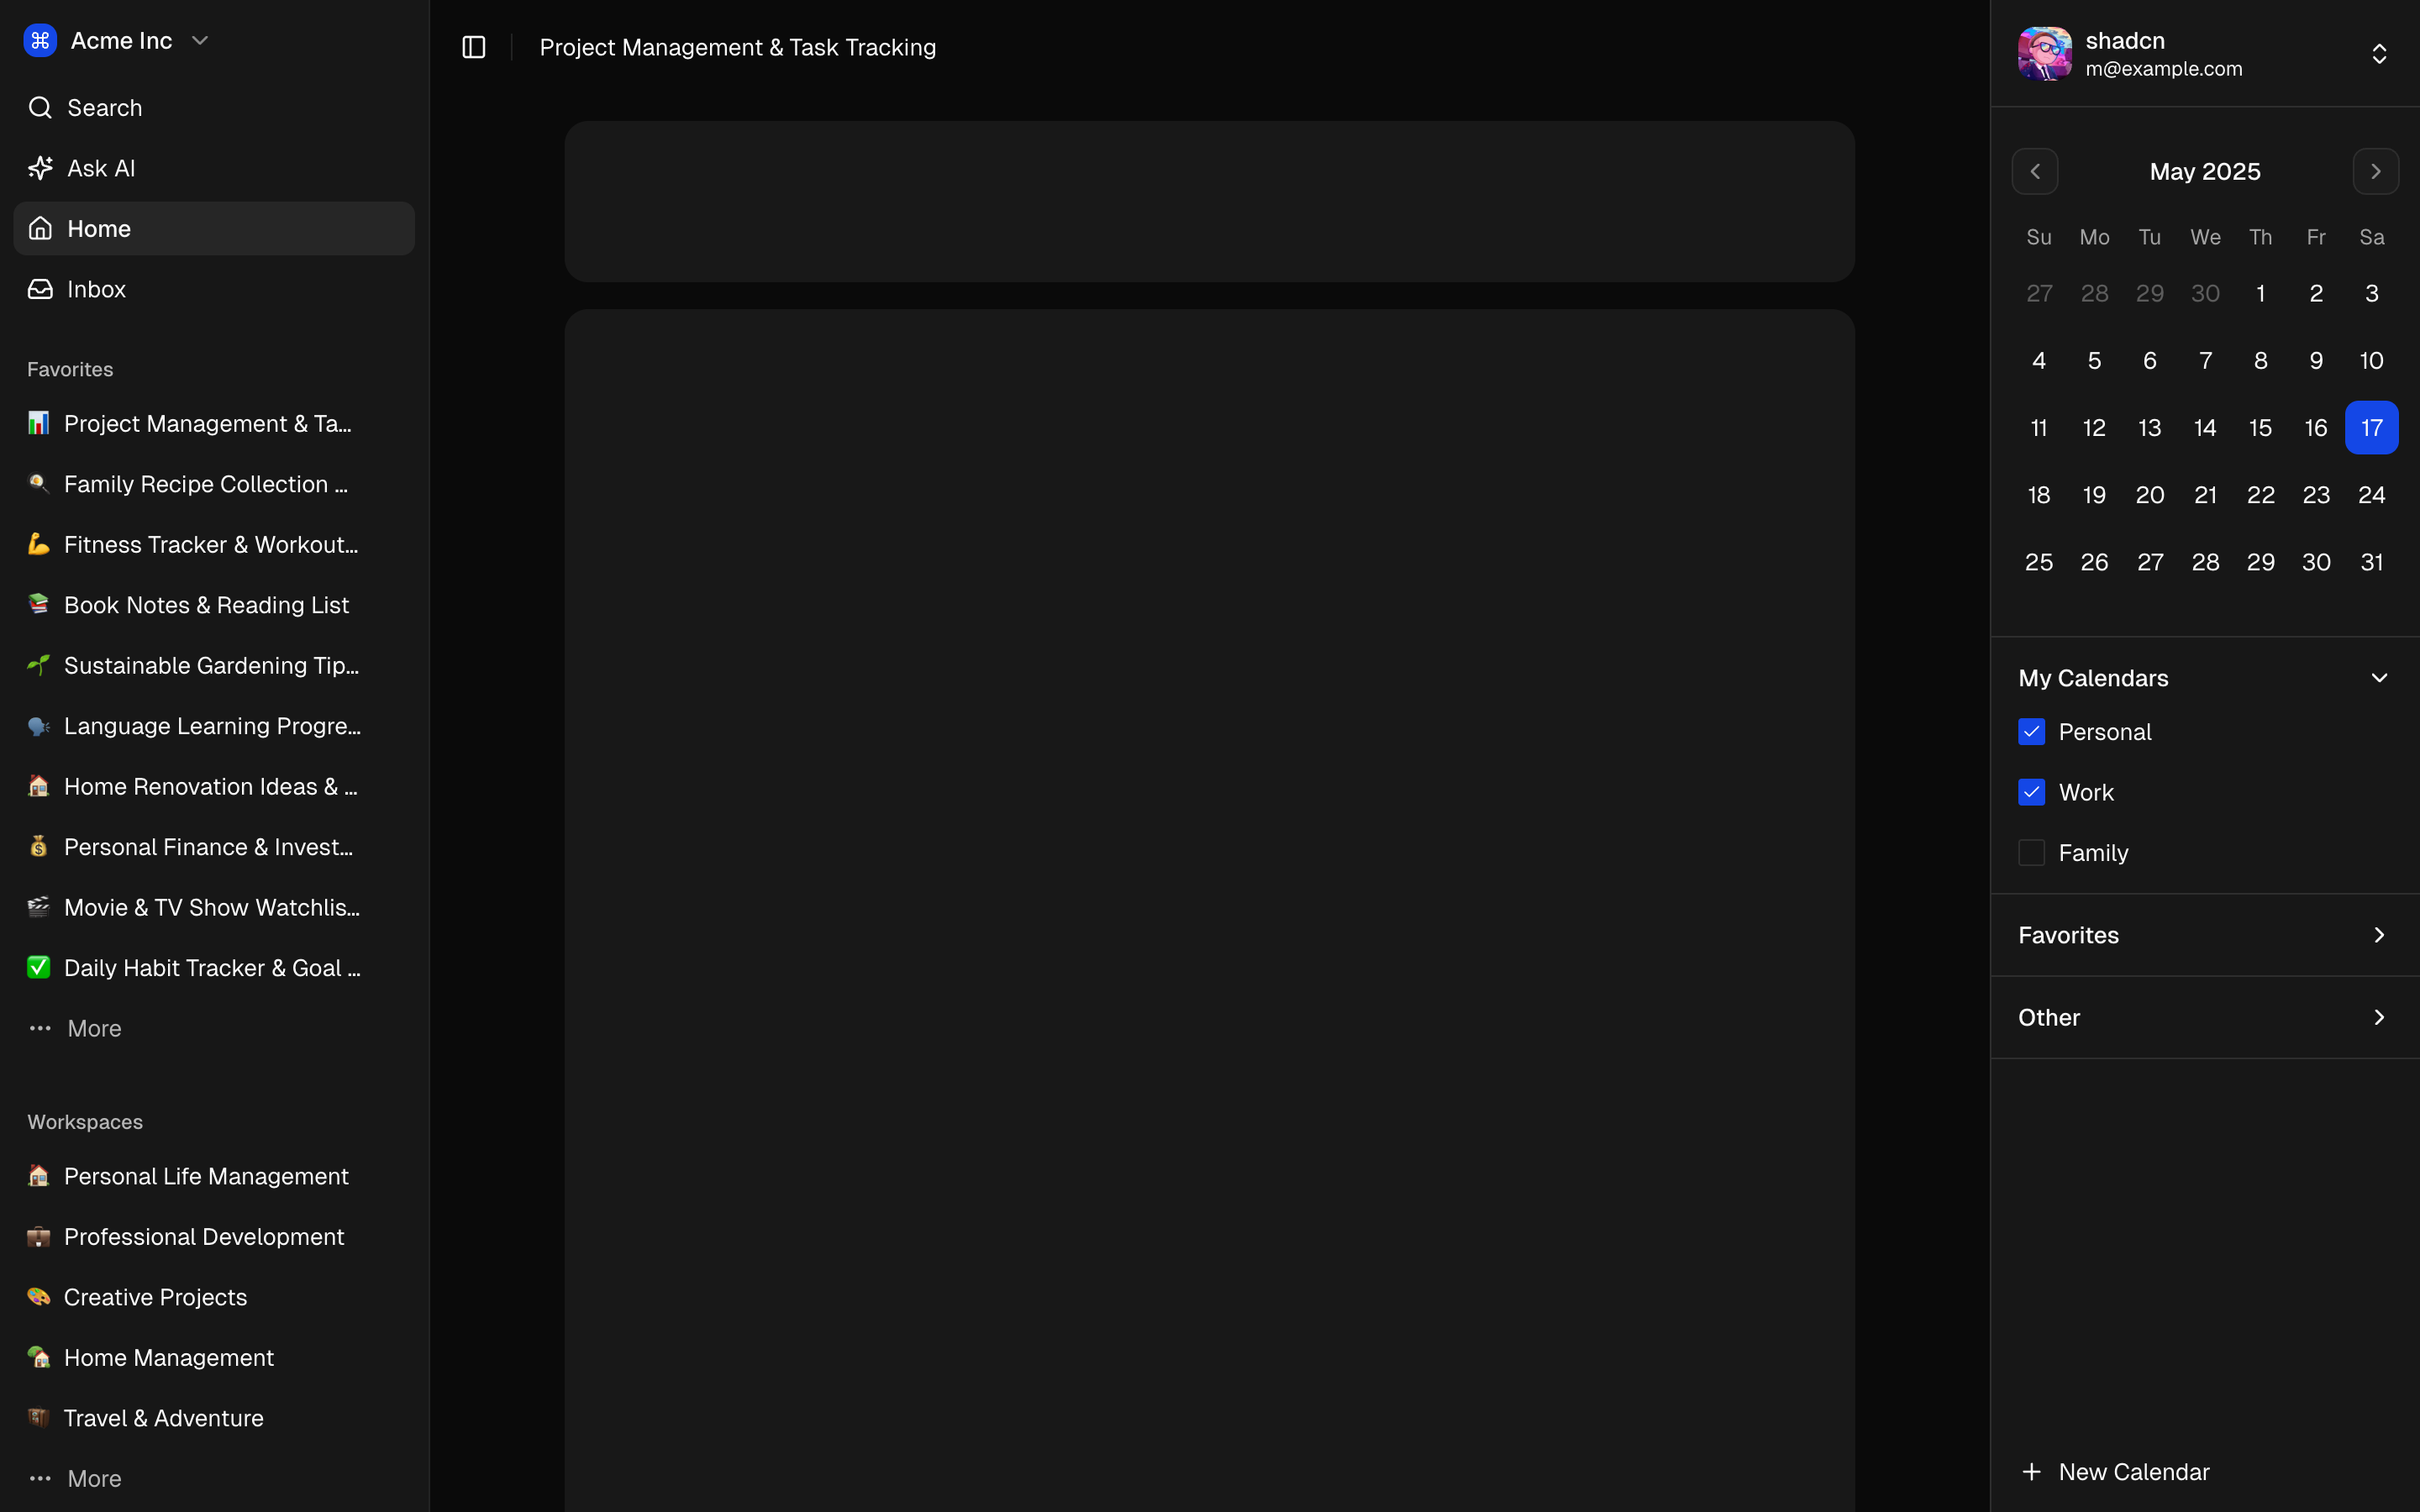 Acme Inc
Search
Ask AI
Home
Inbox
Favorites
Project Management & Ta...
Family Recipe Collection ...
Fitness Tracker & Workout...
Book Notes & Reading List
Sustainable Gardening Tip...
Language Learning Progre...
Home Renovation Ideas & ...
Personal Finance & Invest...
Movie & TV Show Watchlis...
Daily Habit Tracker & Goal ...
More
Workspaces
Personal Life Management
Professional Development
Creative Projects
Home Management
Travel & Adventure
More
Project Management & Task Tracking
shadcn
m@example.com
May 2025
Su Mo Tu We Th Fr Sa
27 28 29 30 1 2 3
4 5 6 7 8 9 10
11 12 13 14 15 16 17
18 19 20 21 22 23 24
25 26 27 28 29 30 31
My Calendars
Personal
Work
Family
Favorites
Other
New Calendar